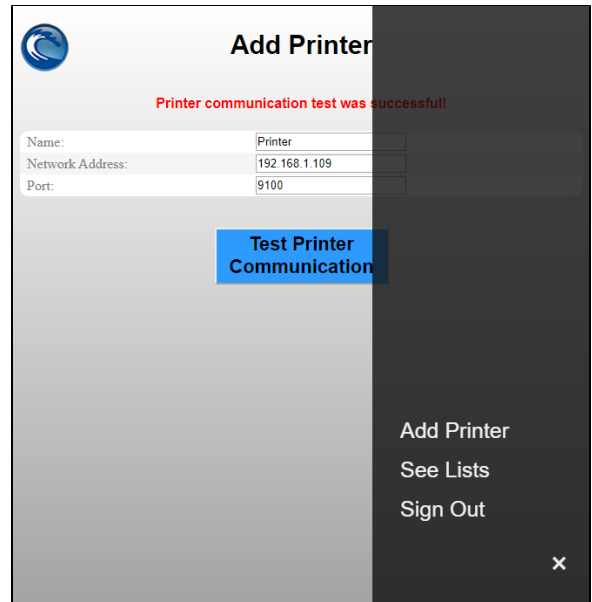 Add Printer
Printer communication test was successful!
Name: Printer
Network Address: 192.168.1.109
Port: 9100
Test Printer
Communication
Add Printer
See Lists
Sign Out
×